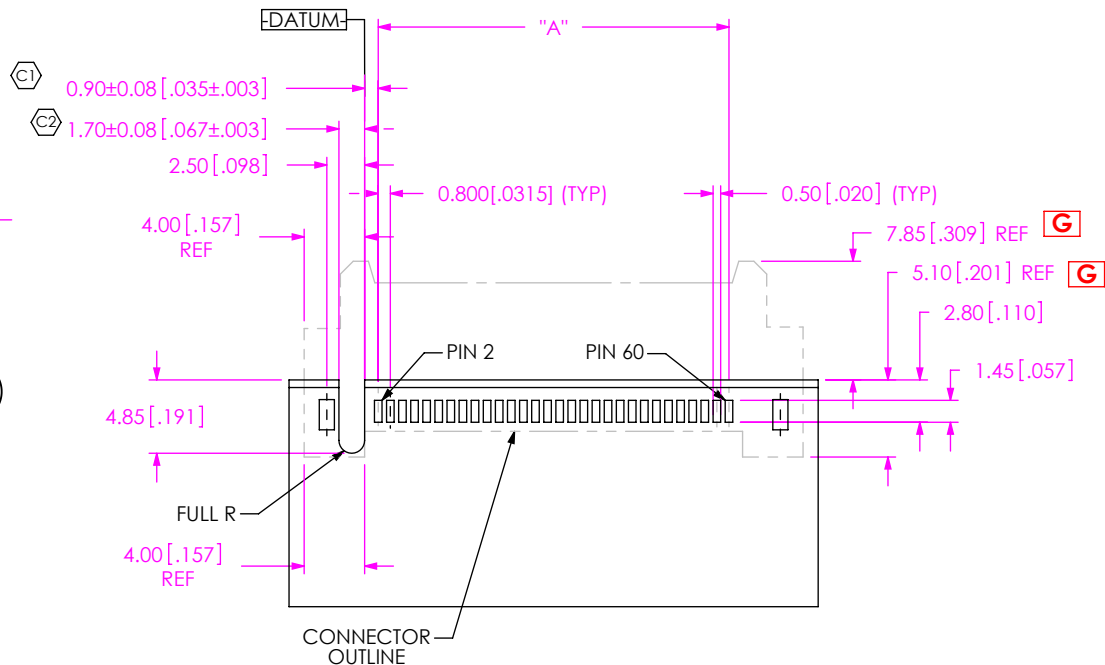 -DATUM-
"A"
C1
0.90±0.08 [.035±.003]
C2
1.70±0.08 [.067±.003]
2.50 [.098]
0.800[.0315] (TYP)
0.50 [.020] (TYP)
4.00 [.157]
REF
7.85 [.309] REF
G
5.10 [.201] REF
G
2.80 [.110]
PIN 2
PIN 60
1.45 [.057]
4.85 [.191]
FULL R
4.00 [.157]
REF
CONNECTOR
OUTLINE